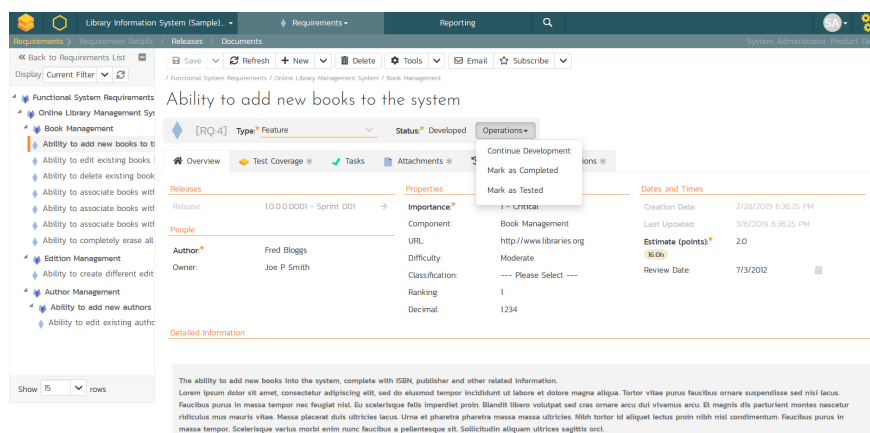 Library Information System (Sample)...
Requirements
Reporting
SA
Requirements > Requirement Details / Releases / Documents
System Administrator: Product Ow
Back to Requirements List
Display: Current Filter
Functional System Requirements
Online Library Management Sys
Book Management
Ability to add new books to th
Ability to edit existing books
Ability to delete existing book
Ability to associate books with
Ability to associate books with
Ability to associate books with
Ability to completely erase all
Edition Management
Ability to create different edit
Author Management
Ability to add new authors
Ability to edit existing autho
Show 15 rows
Save Refresh + New Delete Tools Email Subscribe
/ Functional System Requirements / Online Library Management System / Book Management
Ability to add new books to the system
[RQ:4] Type:* Feature Status:* Developed Operations
Continue Development
Mark as Completed
Mark as Tested
Overview Test Coverage Tasks Attachments ions
Releases
Release: 1.0.0.0.0001 - Sprint 001
People
Author:* Fred Bloggs
Owner: Joe P Smith
Properties
Importance:* 1 - Critical
Component: Book Management
URL: http://www.libraries.org
Difficulty: Moderate
Classification: --- Please Select ---
Ranking: 1
Decimal: 1.234
Dates and Times
Creation Date: 2/28/2019 6:36:25 PM
Last Updated: 3/6/2019 6:36:25 PM
Estimate (points):* 2.0
16.0h
Review Date: 7/3/2012
Detailed Information
The ability to add new books into the system, complete with ISBN, publisher and other related information.
Lorem ipsum dolor sit amet, consectetur adipiscing elit, sed do eiusmod tempor incididunt ut labore et dolore magna aliqua. Tortor vitae purus faucibus ornare suspendisse sed nisi lacus.
Faucibus purus in massa tempor nec feugiat nisl. Eu scelerisque felis imperdiet proin. Blandit libero volutpat sed cras ornare arcu dui vivamus arcu. Et magnis dis parturient montes nascetur
ridiculus mus mauris vitae. Massa placerat duis ultricies lacus. Urna et pharetra pharetra massa massa ultricies. Nibh tortor id aliquet lectus proin nibh nisl condimentum. Faucibus purus in
massa tempor. Scelerisque varius morbi enim nunc faucibus a pellentesque sit. Sollicitudin aliquam ultrices sagittis orci.